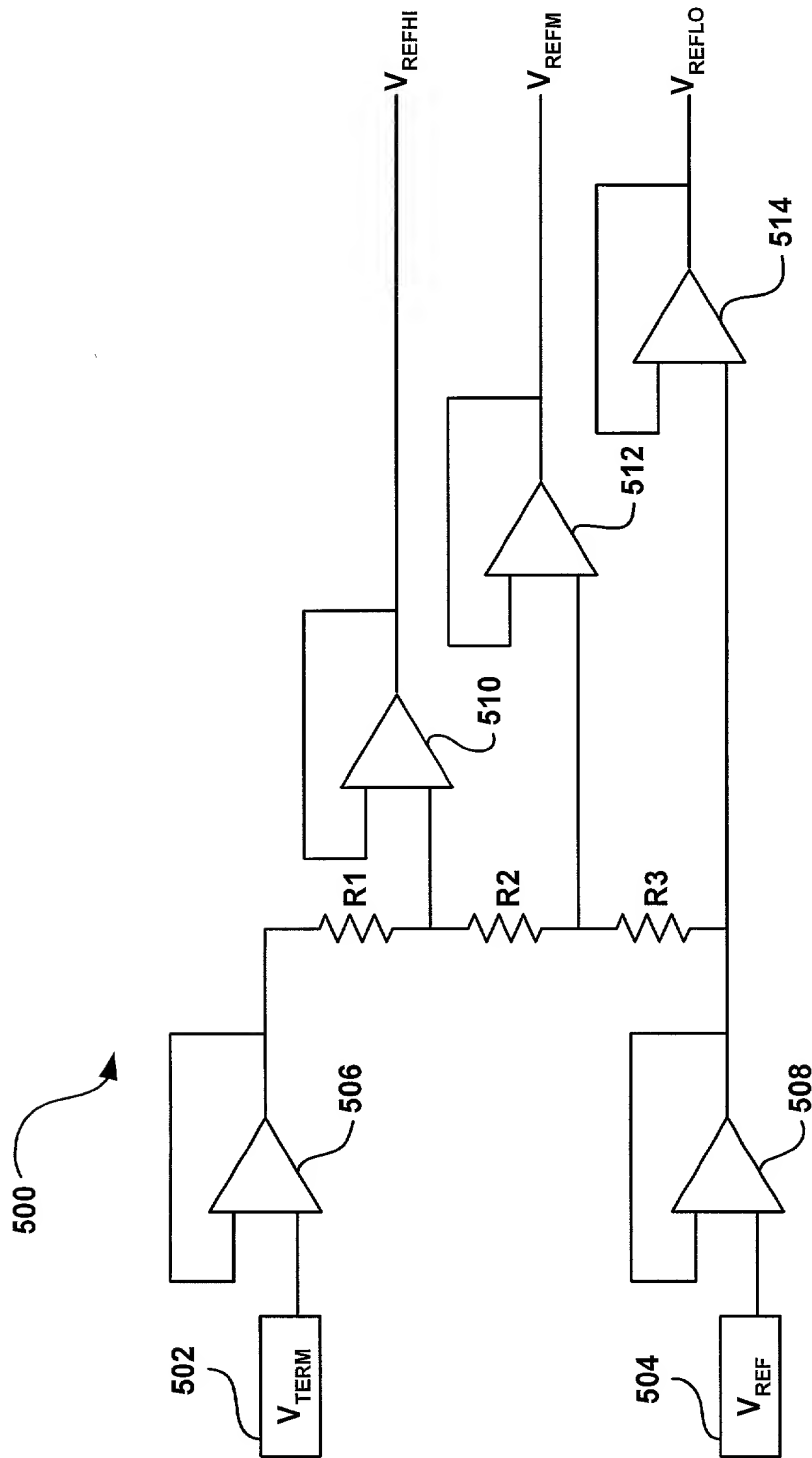 500
502
V_TERM
506
R1
510
V_REFHI
R2
512
V_REFM
R3
514
V_REFLO
504
V_REF
508